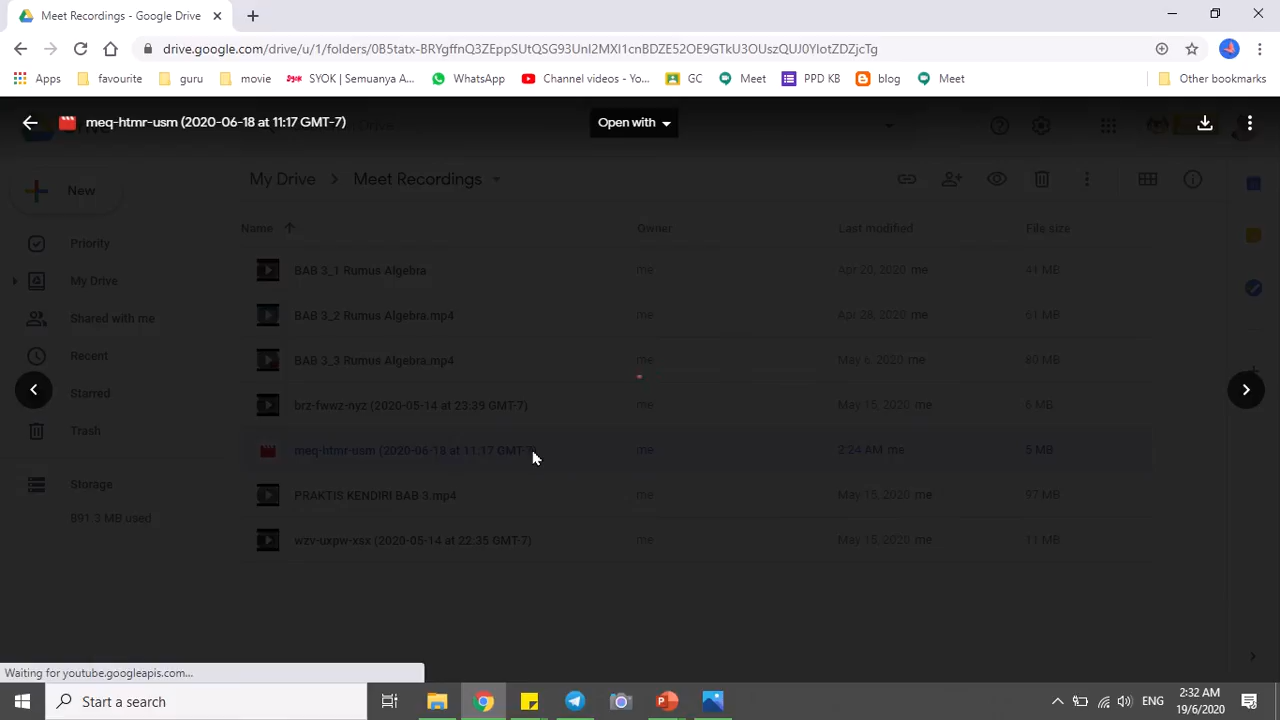 Meet Recordings - Google Drive
drive.google.com/drive/u/1/folders/0B5tatx-BRYgffnQ3ZEppSUtQSG93UnI2MXI1cnBDZE52OE9GTkU3OUszQUJ0YlotZDZjcTg
Apps favourite guru movie SYOK | Semuanya A... WhatsApp Channel videos - Yo... GC Meet PPD KB blog Meet Other bookmarks
meq-htmr-usm (2020-06-18 at 11:17 GMT-7) Open with
New My Drive Meet Recordings
Name Owner Last modified File size
Priority
BAB 3_1 Rumus Algebra me Apr 20, 2020 me 41 MB
My Drive
BAB 3_2 Rumus Algebra.mp4 me Apr 28, 2020 me 61 MB
Shared with me
BAB 3_3 Rumus Algebra.mp4 me May 6, 2020 me 80 MB
Recent
Starred
brz-fwwz-nyz (2020-05-14 at 23:39 GMT-7) me May 15, 2020 me 6 MB
Trash
meq-htmr-usm (2020-06-18 at 11:17 GMT-7) me 2:24 AM me 5 MB
Storage
PRAKTIS KENDIRI BAB 3.mp4 me May 15, 2020 me 97 MB
891.3 MB used
wzv-uxpw-xsx (2020-05-14 at 22:35 GMT-7) me May 15, 2020 me 11 MB
Waiting for youtube.googleapis.com...
Start a search ENG 2:32 AM
19/6/2020